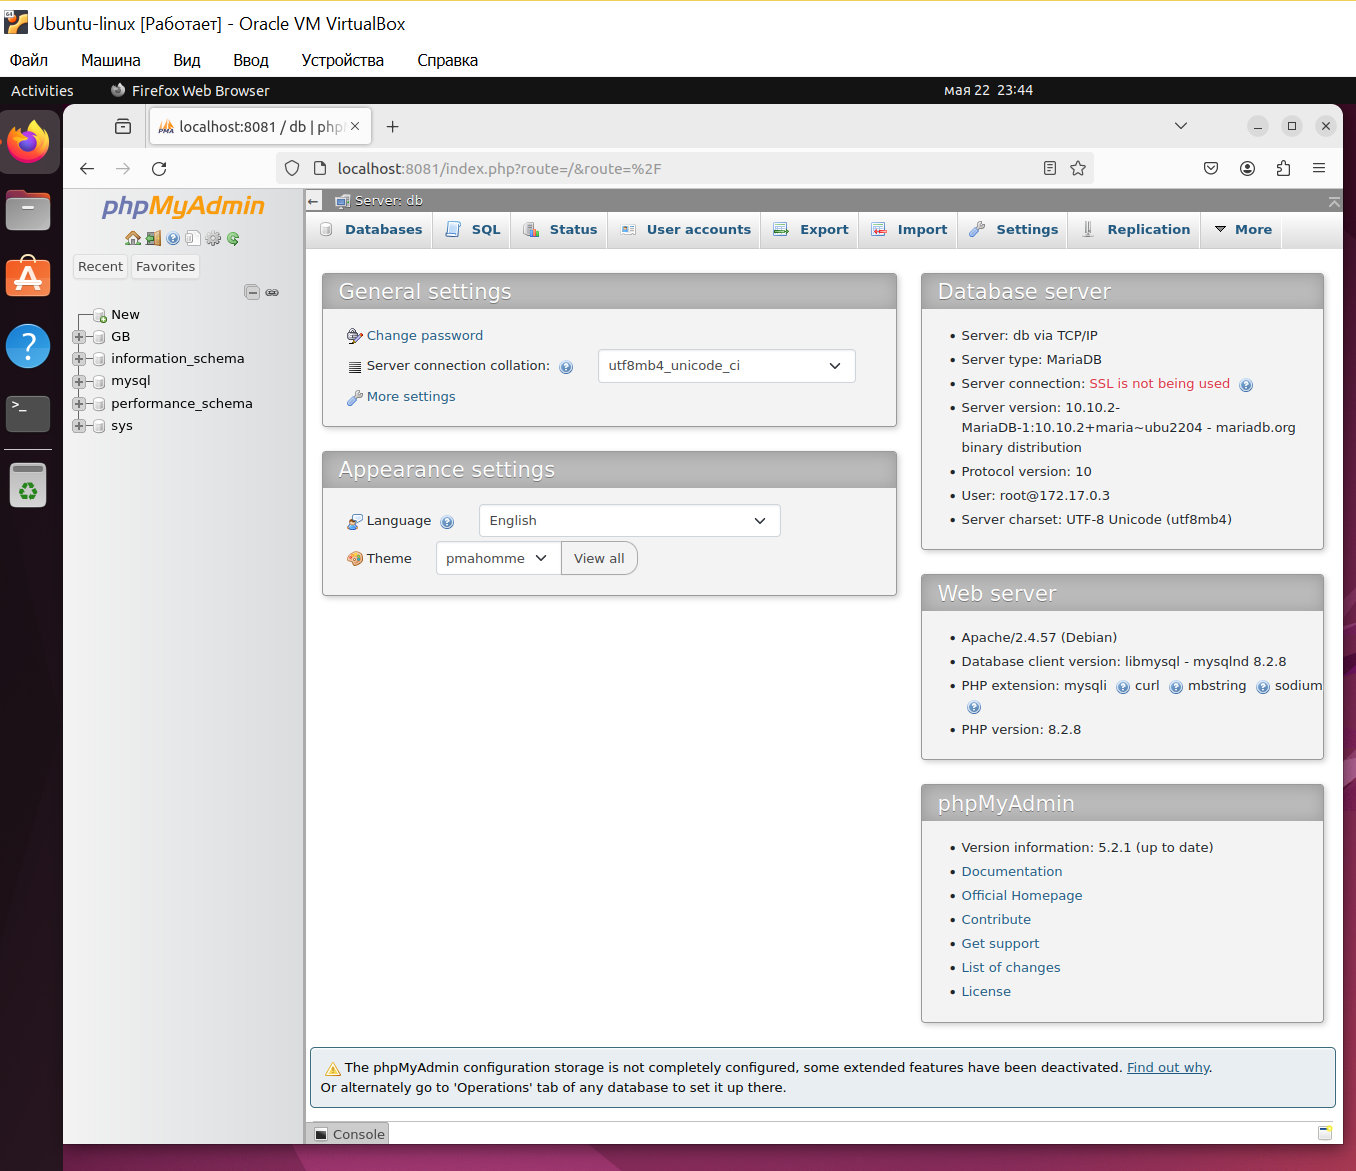 Ubuntu-linux [Работает] - Oracle VM VirtualBox
Файл Машина Вид Ввод Устройства Справка
Activities Firefox Web Browser мая 22 23:44
localhost:8081 / db | php
localhost:8081/index.php?route=/&route=%2F
phpMyAdmin
Recent Favorites
New
GB
information_schema
mysql
performance_schema
sys
Server: db
Databases SQL Status User accounts Export Import Settings Replication More
General settings
Change password
Server connection collation: utf8mb4_unicode_ci
More settings
Appearance settings
Language English
Theme pmahomme View all
Database server
• Server: db via TCP/IP
• Server type: MariaDB
• Server connection: SSL is not being used
• Server version: 10.10.2-
MariaDB-1:10.10.2+maria~ubu2204 - mariadb.org
binary distribution
• Protocol version: 10
• User: root@172.17.0.3
• Server charset: UTF-8 Unicode (utf8mb4)
Web server
• Apache/2.4.57 (Debian)
• Database client version: libmysql - mysqlnd 8.2.8
• PHP extension: mysqli curl mbstring sodium
• PHP version: 8.2.8
phpMyAdmin
• Version information: 5.2.1 (up to date)
• Documentation
• Official Homepage
• Contribute
• Get support
• List of changes
• License
The phpMyAdmin configuration storage is not completely configured, some extended features have been deactivated. Find out why.
Or alternately go to 'Operations' tab of any database to set it up there.
Console